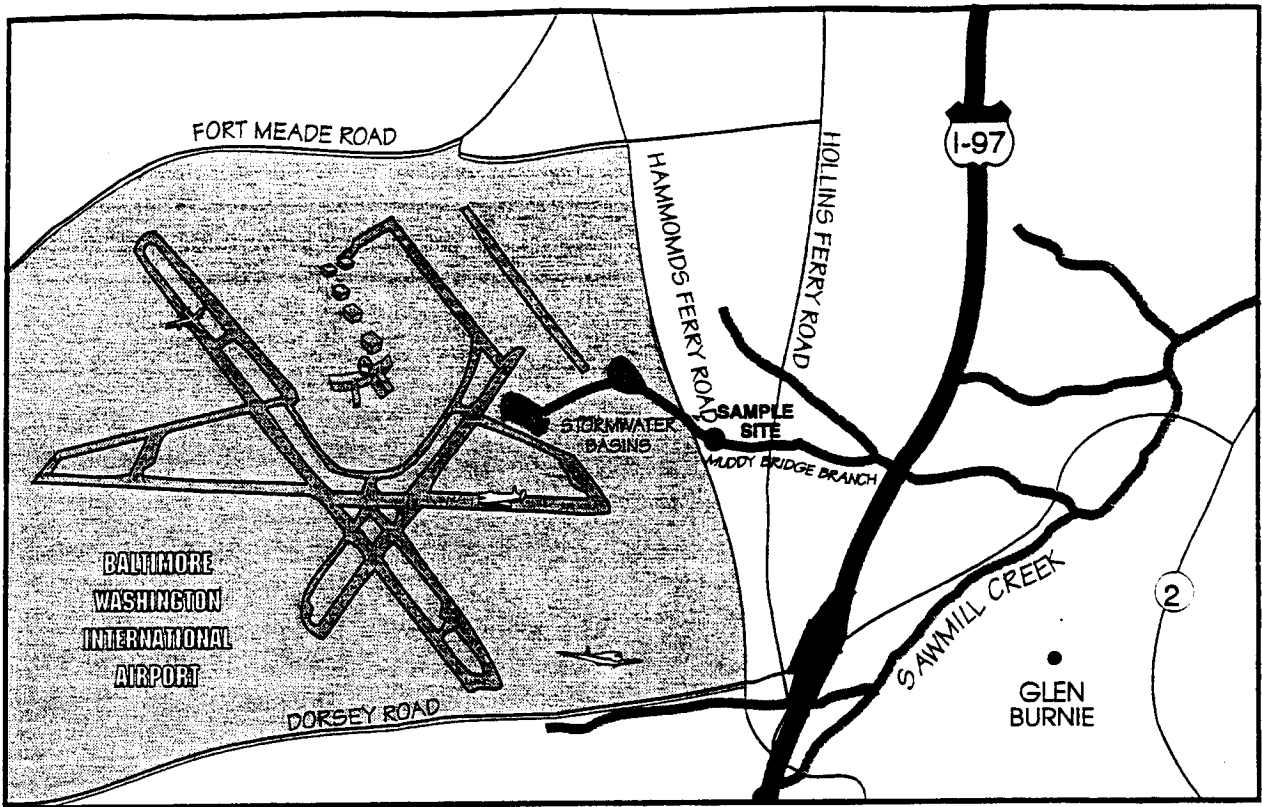 FORT MEADE ROAD
I-97
HAMMOMDS FERRY ROAD
HOLLINS FERRY ROAD
SAMPLE
SITE
STORMWATER
BASINS
MUDDY BRIDGE BRANCH
BALTIMORE
WASHINGTON
INTERNATIONAL
AIRPORT
SAWMILL CREEK
2
GLEN
BURNIE
DORSEY ROAD